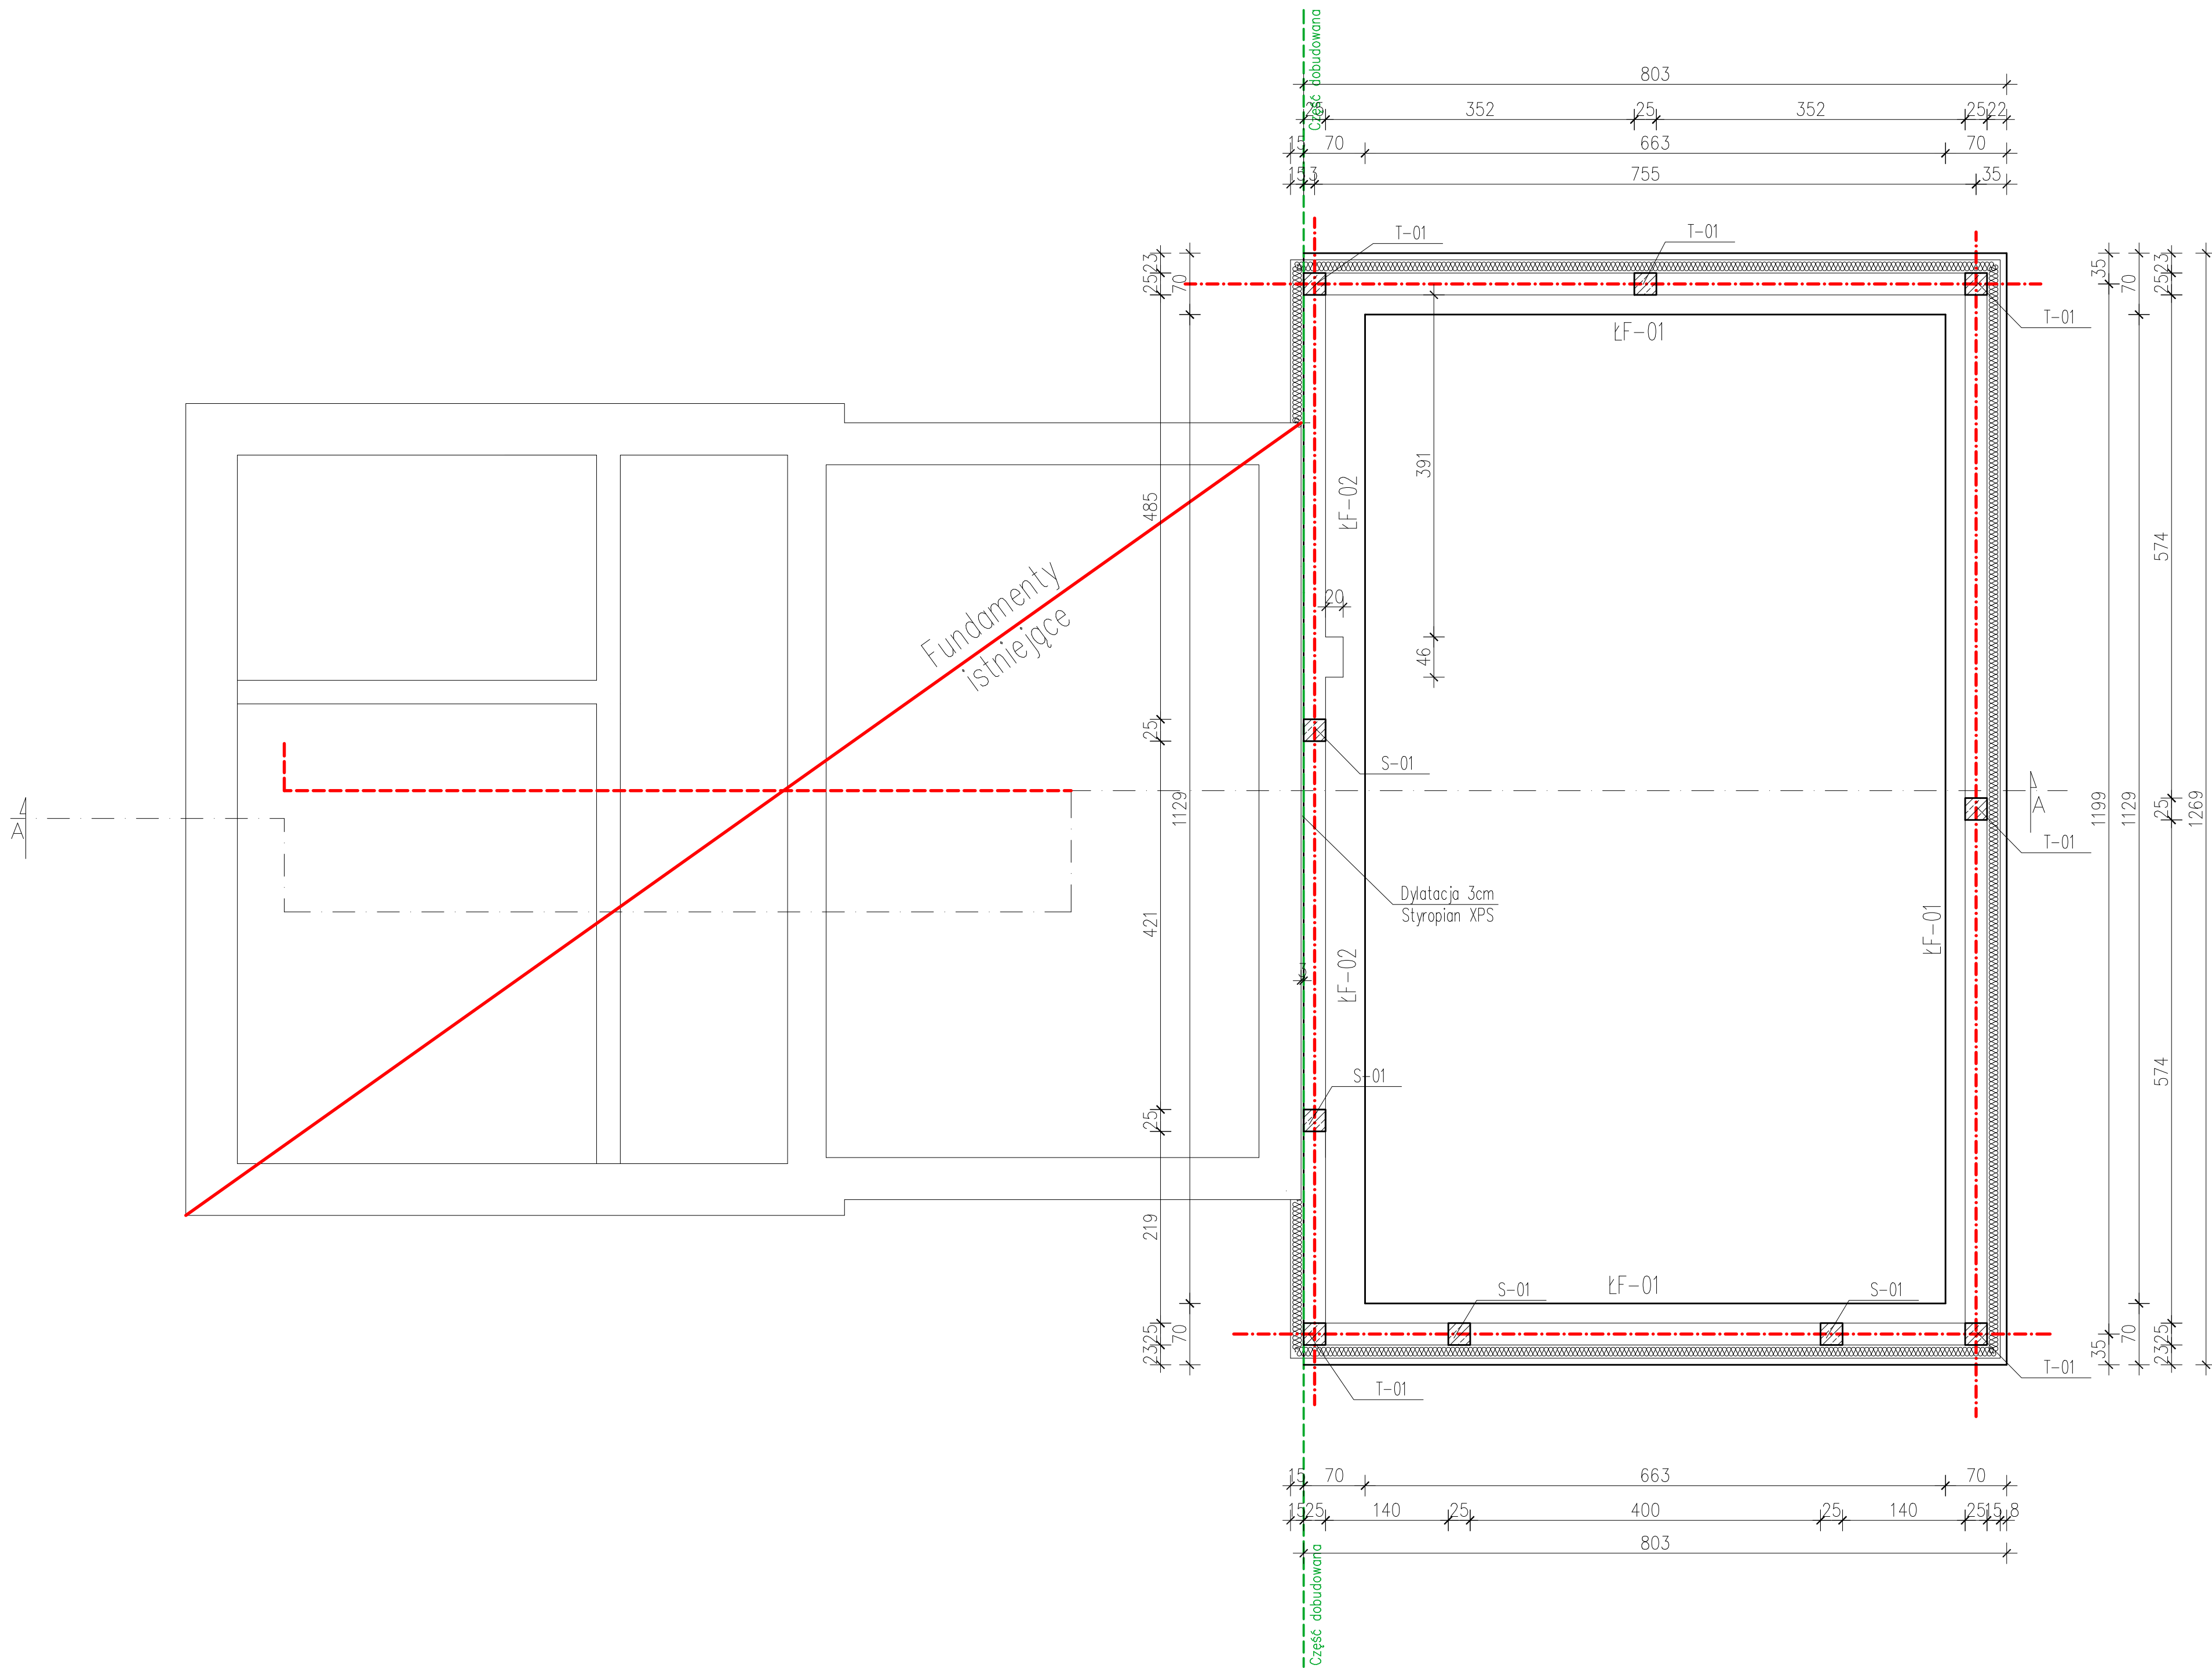 Część dobudowana
803
25 352 25 352 25 22
15 70 663 70
15 13 755 35
T-01
T-01
T-01
23
25
70
35
70
23
25
ŁF-01
391
ŁF-02
485
574
20
46
Fundamenty
istniejące
25
S-01
A
A
1129
1199
1129
25
1269
T-01
Dylatacja 3cm
Styropian XPS
421
ŁF-01
ŁF-02
3
574
S-01
25
219
ŁF-01
S-01
S-01
25
23
70
35
70
25
23
T-01
T-01
15 70 663 70
15 25 140 25 400 25 140 25 15 8
803
Część dobudowana